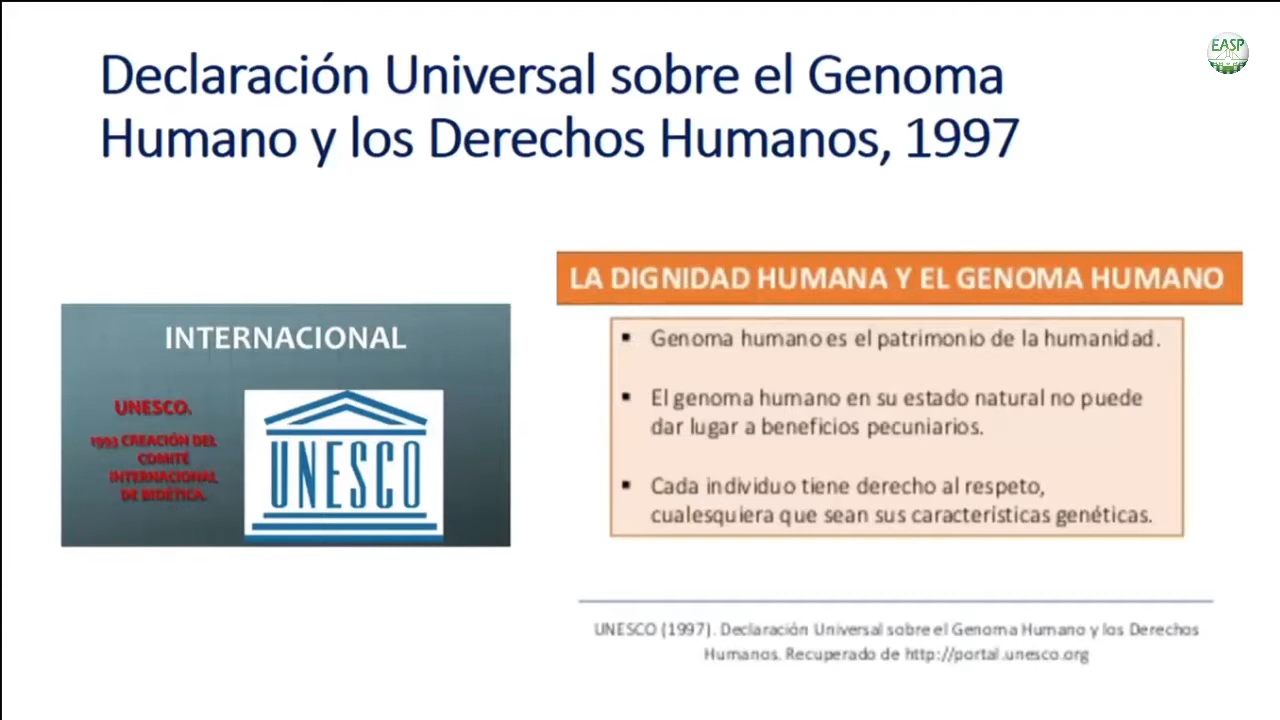 Declaración Universal sobre el Genoma
Humano y los Derechos Humanos, 1997
EASP
INTERNACIONAL
UNESCO.
1993 CREACIÓN DEL
COMITÉ
INTERNACIONAL
DE BIOÉTICA.
UNESCO
LA DIGNIDAD HUMANA Y EL GENOMA HUMANO
▪ Genoma humano es el patrimonio de la humanidad.
▪ El genoma humano en su estado natural no puede
dar lugar a beneficios pecuniarios.
▪ Cada individuo tiene derecho al respeto,
cualesquiera que sean sus características genéticas.
UNESCO (1997). Declaración Universal sobre el Genoma Humano y los Derechos
Humanos. Recuperado de http://portal.unesco.org